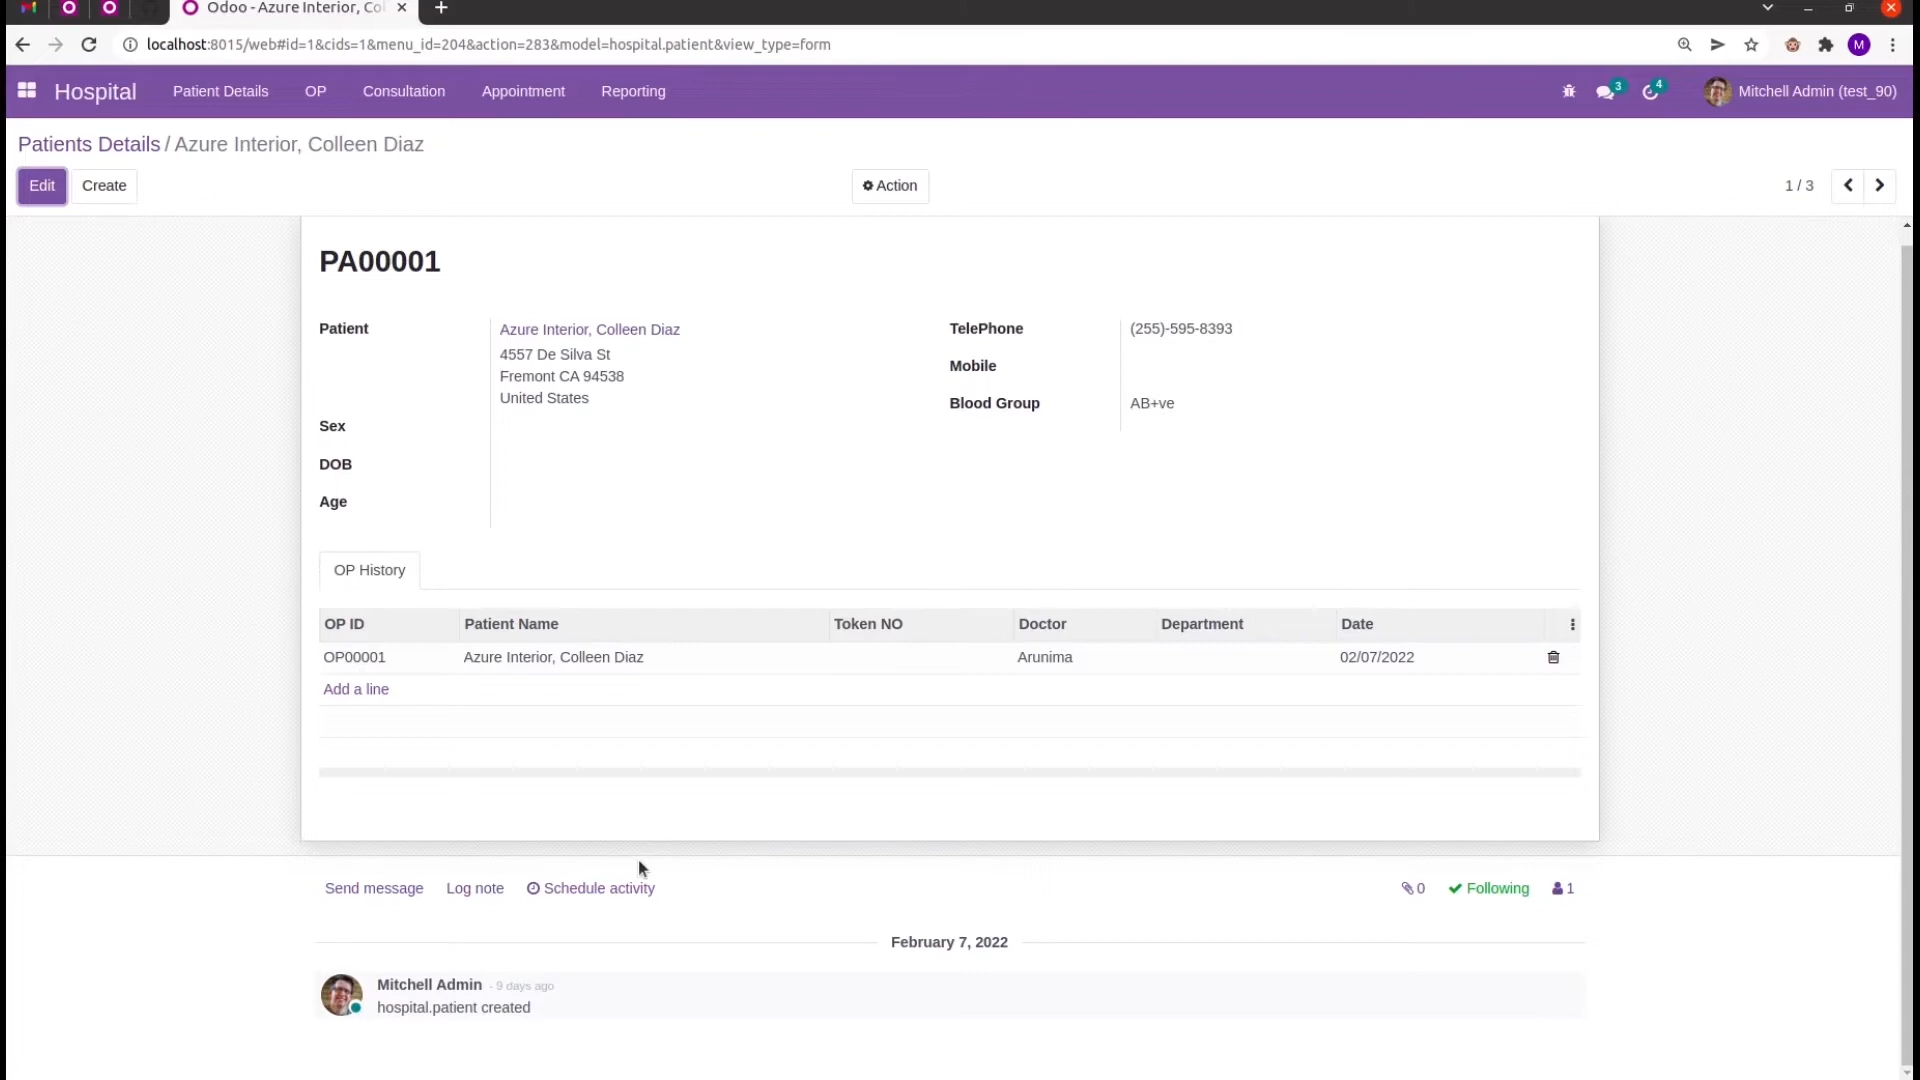 Odoo - Azure Interior, Co
localhost:8015/web#id=1&cids=1&menu_id=204&action=283&model=hospital.patient&view_type=form
M
Hospital Patient Details OP Consultation Appointment Reporting 3 4 Mitchell Admin (test_90)
Patients Details / Azure Interior, Colleen Diaz
Edit Create Action 1 / 3
PA00001
Patient Azure Interior, Colleen Diaz TelePhone (255)-595-8393
4557 De Silva St
Fremont CA 94538 Mobile
United States Blood Group AB+ve
Sex
DOB
Age
OP History
OP ID Patient Name Token NO Doctor Department Date
OP00001 Azure Interior, Colleen Diaz Arunima 02/07/2022
Add a line
Send message Log note Schedule activity 0 Following 1
February 7, 2022
Mitchell Admin - 9 days ago
hospital.patient created